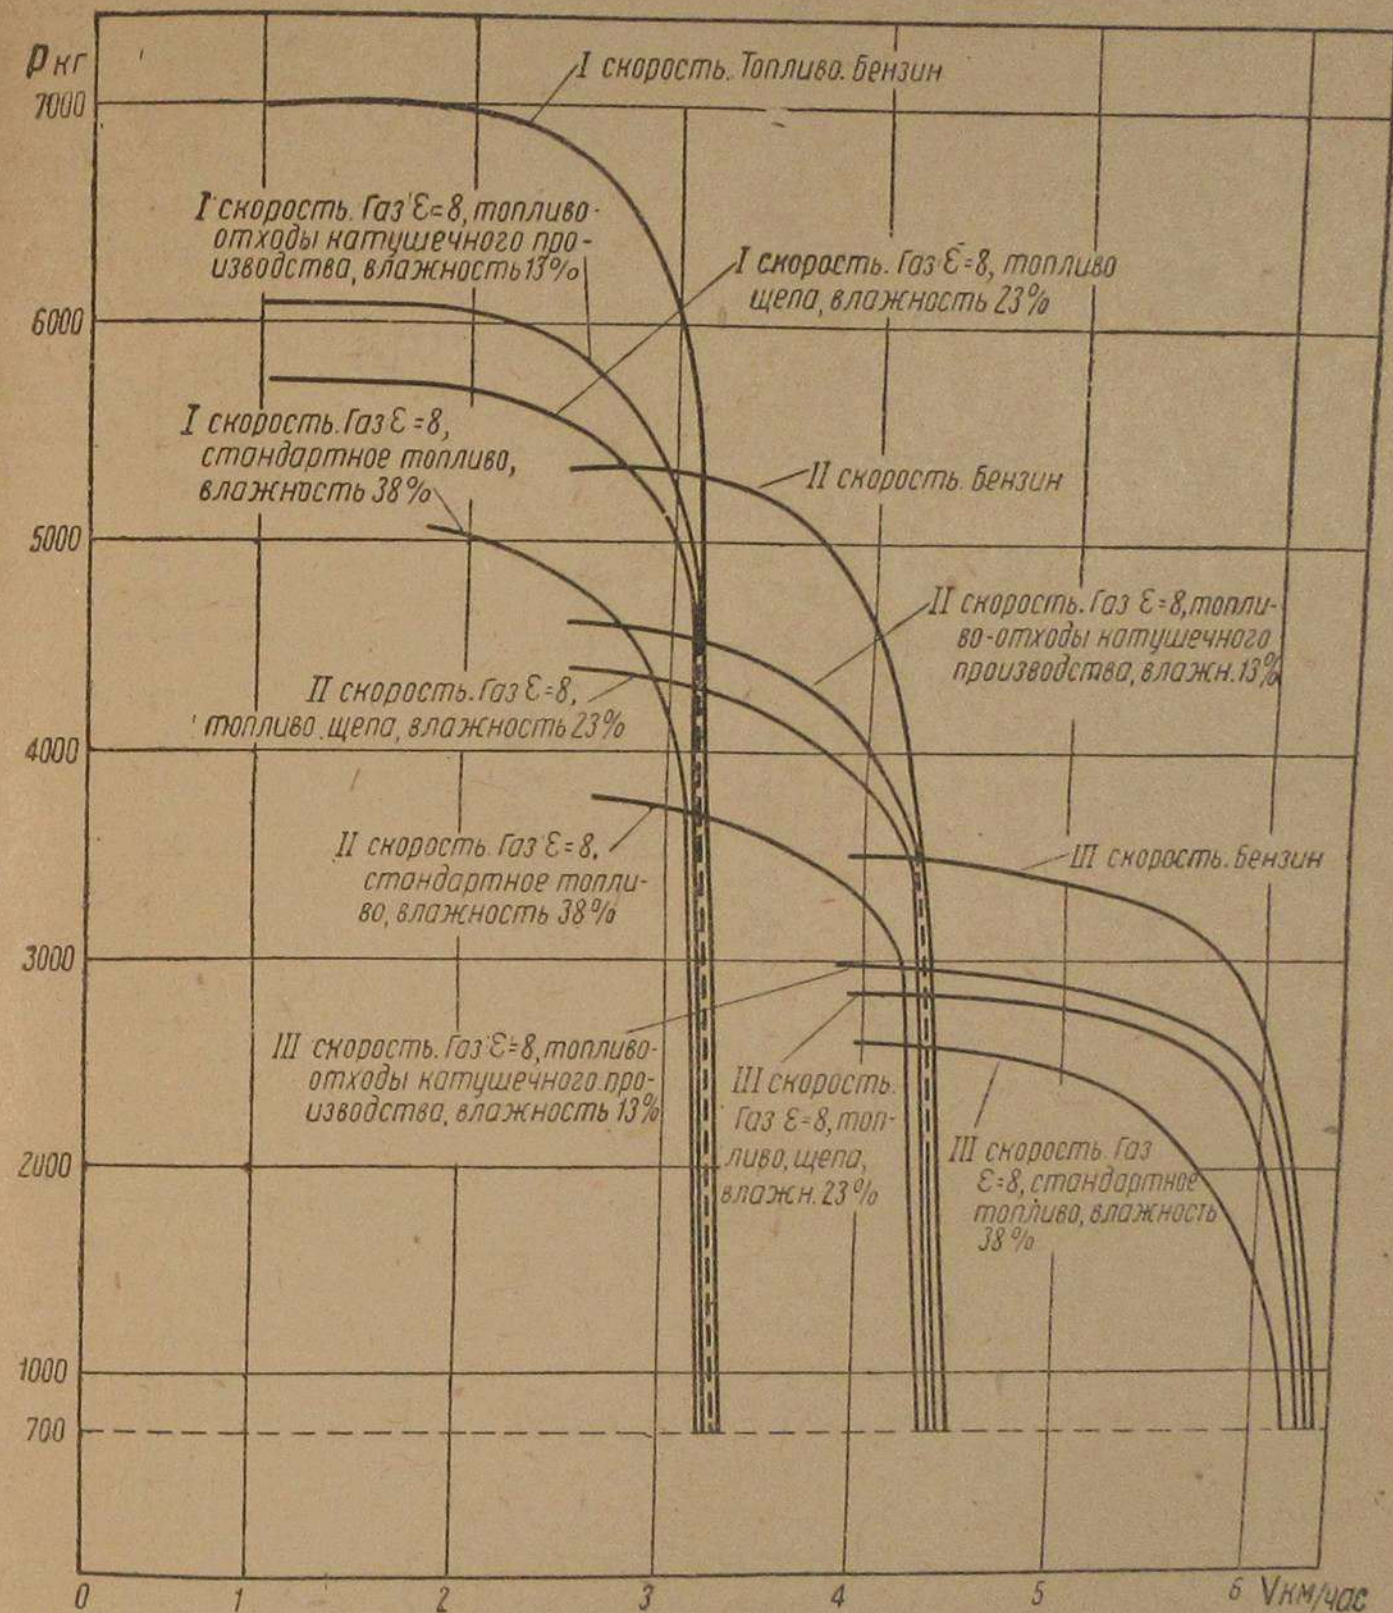 Pкг
7000
6000
5000
4000
3000
2000
1000
700
I скорость. Топливо. Бензин
I скорость. Газ Ɛ=8, топливо-
отходы катушечного про-
изводства, влажность 13%
I скорость. Газ Ɛ=8, топливо
щепа, влажность 23%
I скорость. Газ Ɛ=8,
стандартное топливо,
влажность 38%
II скорость. Бензин
II скорость. Газ Ɛ=8, топли-
во-отходы катушечного
производства, влажн. 13%
II скорость. Газ Ɛ=8,
топливо щепа, влажность 23%
II скорость. Газ Ɛ=8,
стандартное топли-
во, влажность 38%
III скорость. Бензин
III скорость. Газ Ɛ=8, топливо-
отходы катушечного про-
изводства, влажность 13%
III скорость.
Газ Ɛ=8, топ-
ливо, щепа,
влажн. 23%
III скорость. Газ
Ɛ=8, стандартное
топливо, влажность
38%
0 1 2 3 4 5 6 Vкм/час